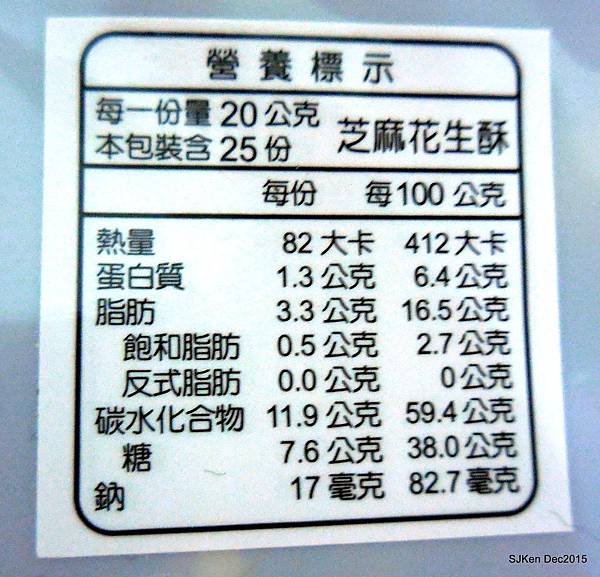 營養標示
每一份量 20 公克
本包裝含 25 份
芝麻花生酥
每份 每100 公克
熱量 82 大卡 412 大卡
蛋白質 1.3 公克 6.4 公克
脂肪 3.3 公克 16.5 公克
飽和脂肪 0.5 公克 2.7 公克
反式脂肪 0.0 公克 0 公克
碳水化合物 11.9 公克 59.4 公克
糖 7.6 公克 38.0 公克
鈉 17 毫克 82.7 毫克
SJKen Dec2015